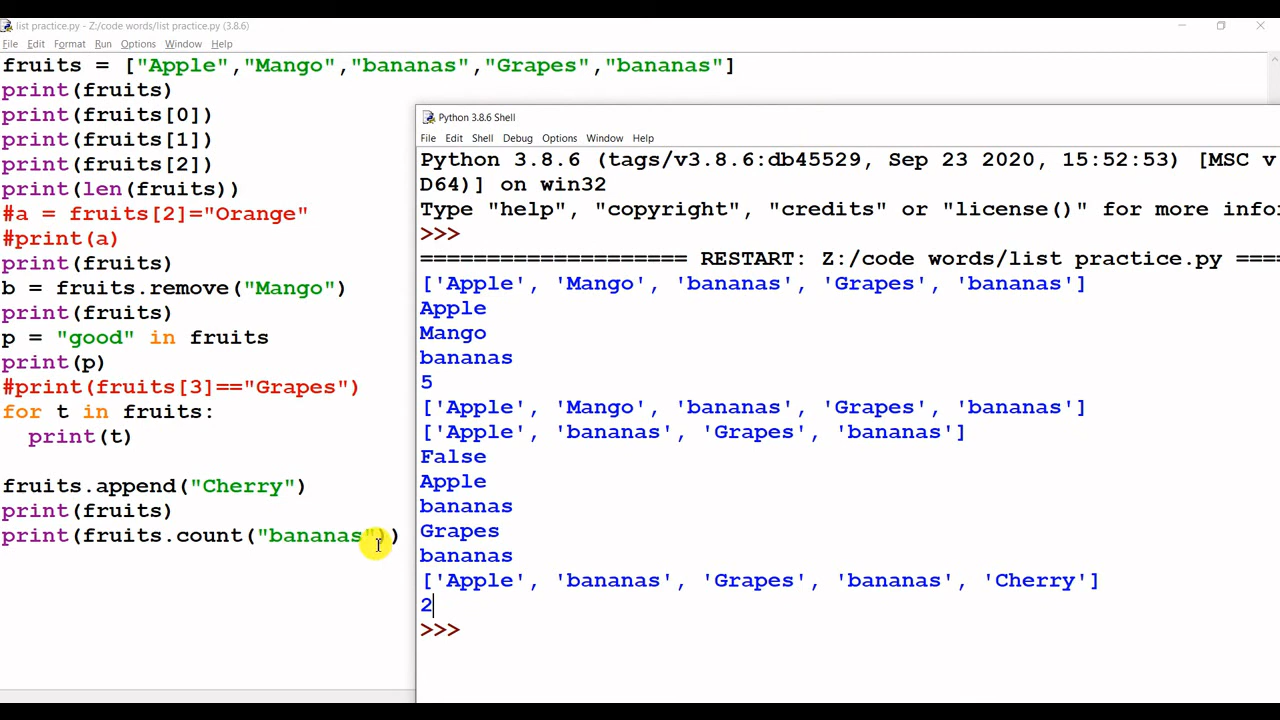 list practice.py - Z:/code words/list practice.py (3.8.6)
File Edit Format Run Options Window Help
fruits = ["Apple","Mango","bananas","Grapes","bananas"]
print(fruits)
print(fruits[0])
print(fruits[1])
print(fruits[2])
print(len(fruits))
#a = fruits[2]="Orange"
#print(a)
print(fruits)
b = fruits.remove("Mango")
print(fruits)
p = "good" in fruits
print(p)
#print(fruits[3]=="Grapes")
for t in fruits:
  print(t)
fruits.append("Cherry")
print(fruits)
print(fruits.count("bananas"))
Python 3.8.6 Shell
File Edit Shell Debug Options Window Help
Python 3.8.6 (tags/v3.8.6:db45529, Sep 23 2020, 15:52:53) [MSC v
D64)] on win32
Type "help", "copyright", "credits" or "license()" for more infor
>>>
==================== RESTART: Z:/code words/list practice.py ====
['Apple', 'Mango', 'bananas', 'Grapes', 'bananas']
Apple
Mango
bananas
5
['Apple', 'Mango', 'bananas', 'Grapes', 'bananas']
['Apple', 'bananas', 'Grapes', 'bananas']
False
Apple
bananas
Grapes
bananas
['Apple', 'bananas', 'Grapes', 'bananas', 'Cherry']
2
>>>